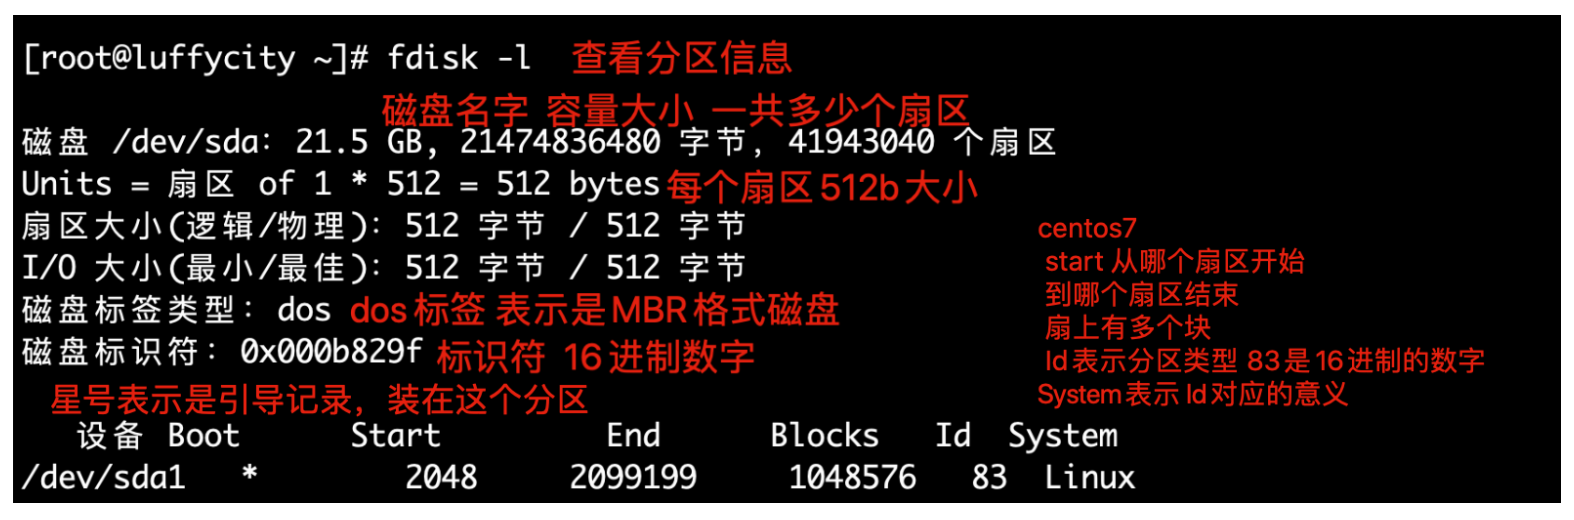 [root@luffycity ~]# fdisk -l 查看分区信息
磁盘名字 容量大小 一共多少个扇区
磁盘 /dev/sda：21.5 GB, 21474836480 字节，41943040 个扇区
Units = 扇区 of 1 * 512 = 512 bytes 每个扇区512b大小
扇区大小(逻辑/物理)：512 字节 / 512 字节
centos7
start 从哪个扇区开始
I/O 大小(最小/最佳)：512 字节 / 512 字节
到哪个扇区结束
磁盘标签类型：dos dos标签 表示是MBR格式磁盘
扇上有多个块
磁盘标识符：0x000b829f 标识符 16进制数字
Id表示分区类型 83是16进制的数字
System表示 Id对应的意义
星号表示是引导记录，装在这个分区
设备 Boot Start End Blocks Id System
/dev/sda1 * 2048 2099199 1048576 83 Linux